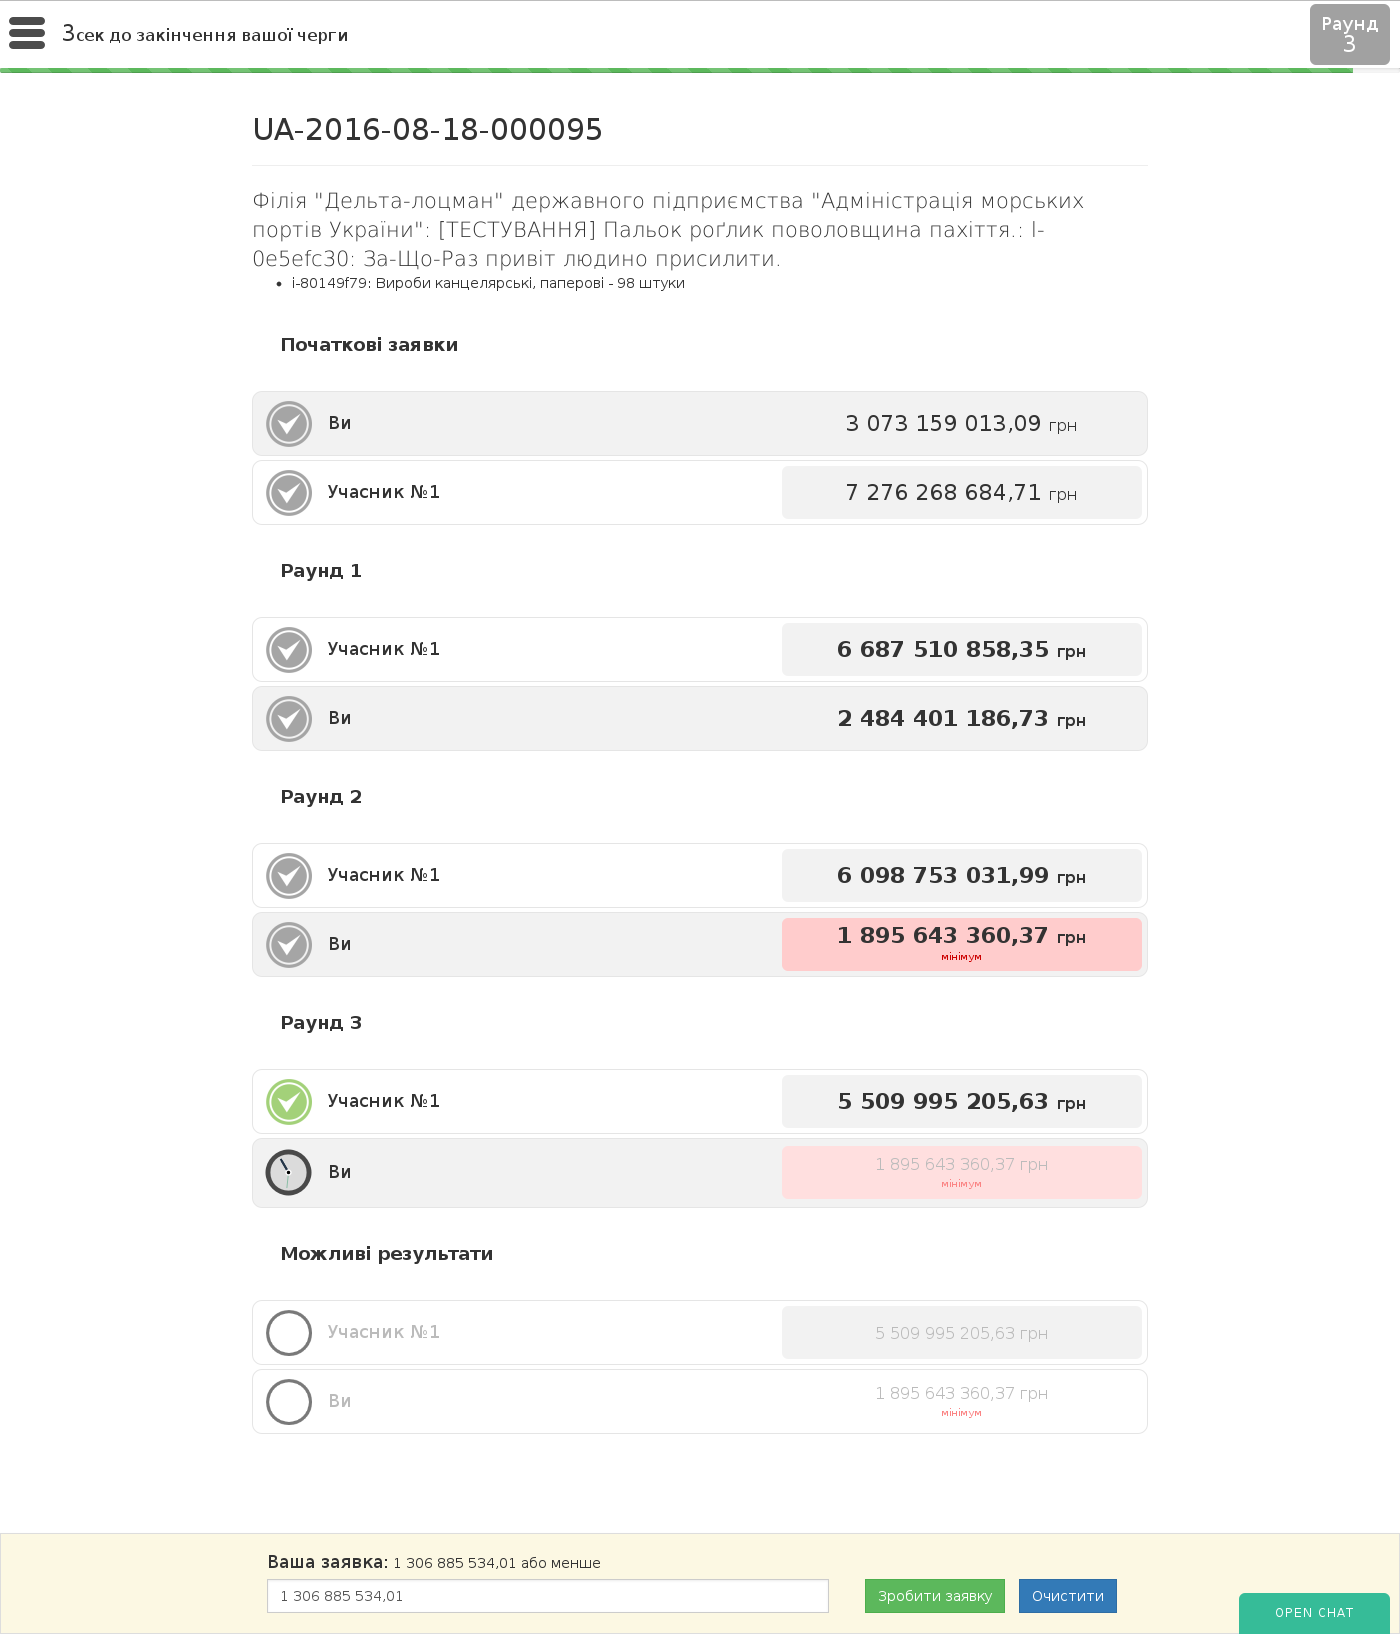 3 сек до закінчення вашої черги
Раунд
3
UA-2016-08-18-000095
Філія "Дельта-лоцман" державного підприємства "Адміністрація морських
портів України": [ТЕСТУВАННЯ] Пальок роґлик поволовщина пахіття.: I-
0e5efc30: За-Що-Раз привіт людино присилити.
• i-80149f79: Вироби канцелярські, паперові - 98 штуки
Початкові заявки
Ви 3 073 159 013,09 грн
Учасник №1 7 276 268 684,71 грн
Раунд 1
Учасник №1 6 687 510 858,35 грн
Ви 2 484 401 186,73 грн
Раунд 2
Учасник №1 6 098 753 031,99 грн
Ви 1 895 643 360,37 грн
мінімум
Раунд 3
Учасник №1 5 509 995 205,63 грн
Ви 1 895 643 360,37 грн
мінімум
Можливі результати
Учасник №1 5 509 995 205,63 грн
Ви 1 895 643 360,37 грн
мінімум
Ваша заявка: 1 306 885 534,01 або менше
1 306 885 534,01 Зробити заявку Очистити
OPEN CHAT